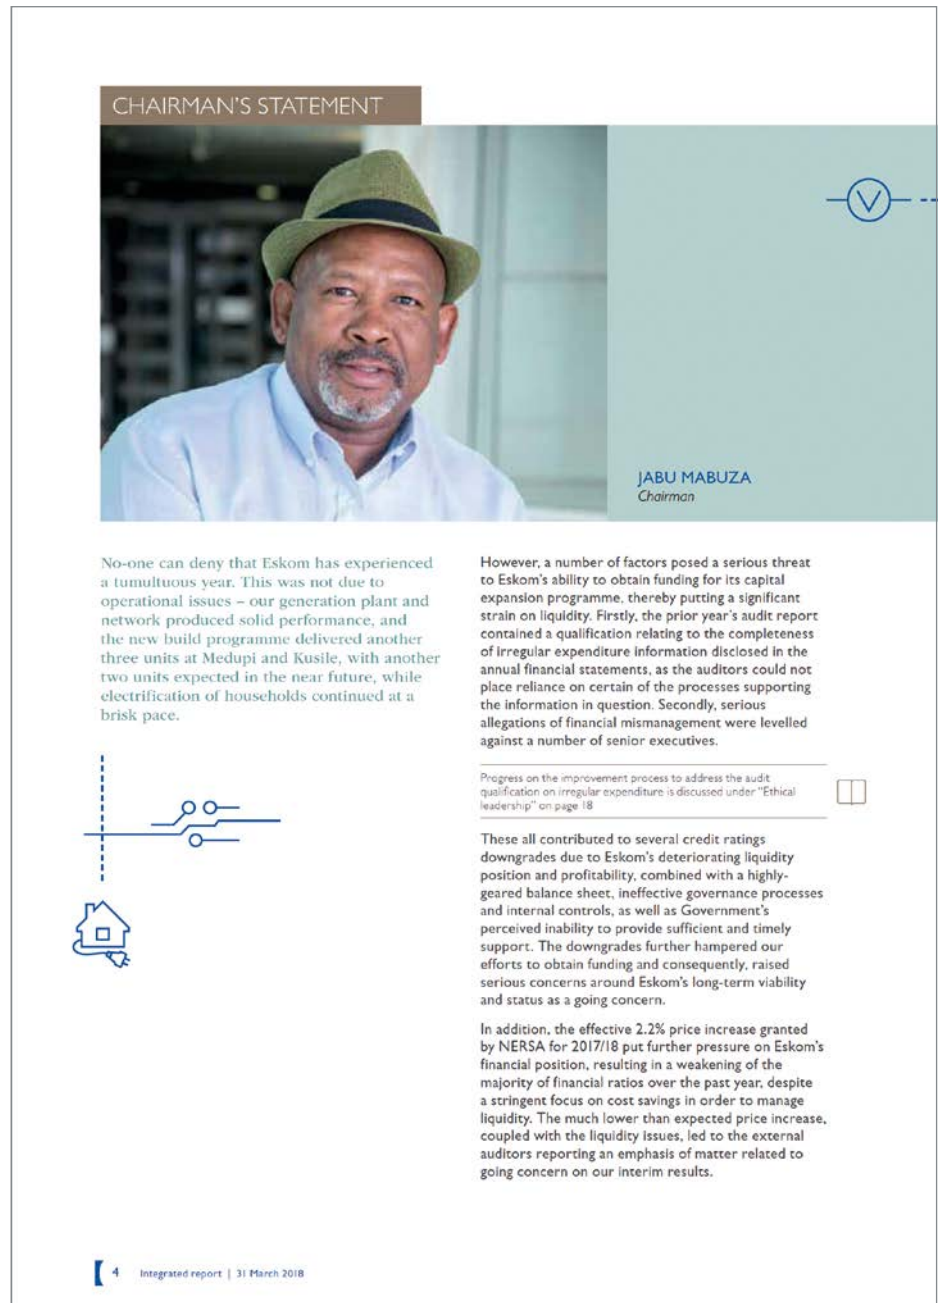 CHAIRMAN'S STATEMENT
JABU MABUZA
Chairman
No-one can deny that Eskom has experienced
a tumultuous year. This was not due to
operational issues – our generation plant and
network produced solid performance, and
the new build programme delivered another
three units at Medupi and Kusile, with another
two units expected in the near future, while
electrification of households continued at a
brisk pace.
However, a number of factors posed a serious threat
to Eskom's ability to obtain funding for its capital
expansion programme, thereby putting a significant
strain on liquidity. Firstly, the prior year's audit report
contained a qualification relating to the completeness
of irregular expenditure information disclosed in the
annual financial statements, as the auditors could not
place reliance on certain of the processes supporting
the information in question. Secondly, serious
allegations of financial mismanagement were levelled
against a number of senior executives.
Progress on the improvement process to address the audit
qualification on irregular expenditure is discussed under "Ethical
leadership" on page 18
These all contributed to several credit ratings
downgrades due to Eskom's deteriorating liquidity
position and profitability, combined with a highly-
geared balance sheet, ineffective governance processes
and internal controls, as well as Government's
perceived inability to provide sufficient and timely
support. The downgrades further hampered our
efforts to obtain funding and consequently, raised
serious concerns around Eskom's long-term viability
and status as a going concern.
In addition, the effective 2.2% price increase granted
by NERSA for 2017/18 put further pressure on Eskom's
financial position, resulting in a weakening of the
majority of financial ratios over the past year, despite
a stringent focus on cost savings in order to manage
liquidity. The much lower than expected price increase,
coupled with the liquidity issues, led to the external
auditors reporting an emphasis of matter related to
going concern on our interim results.
4 Integrated report | 31 March 2018